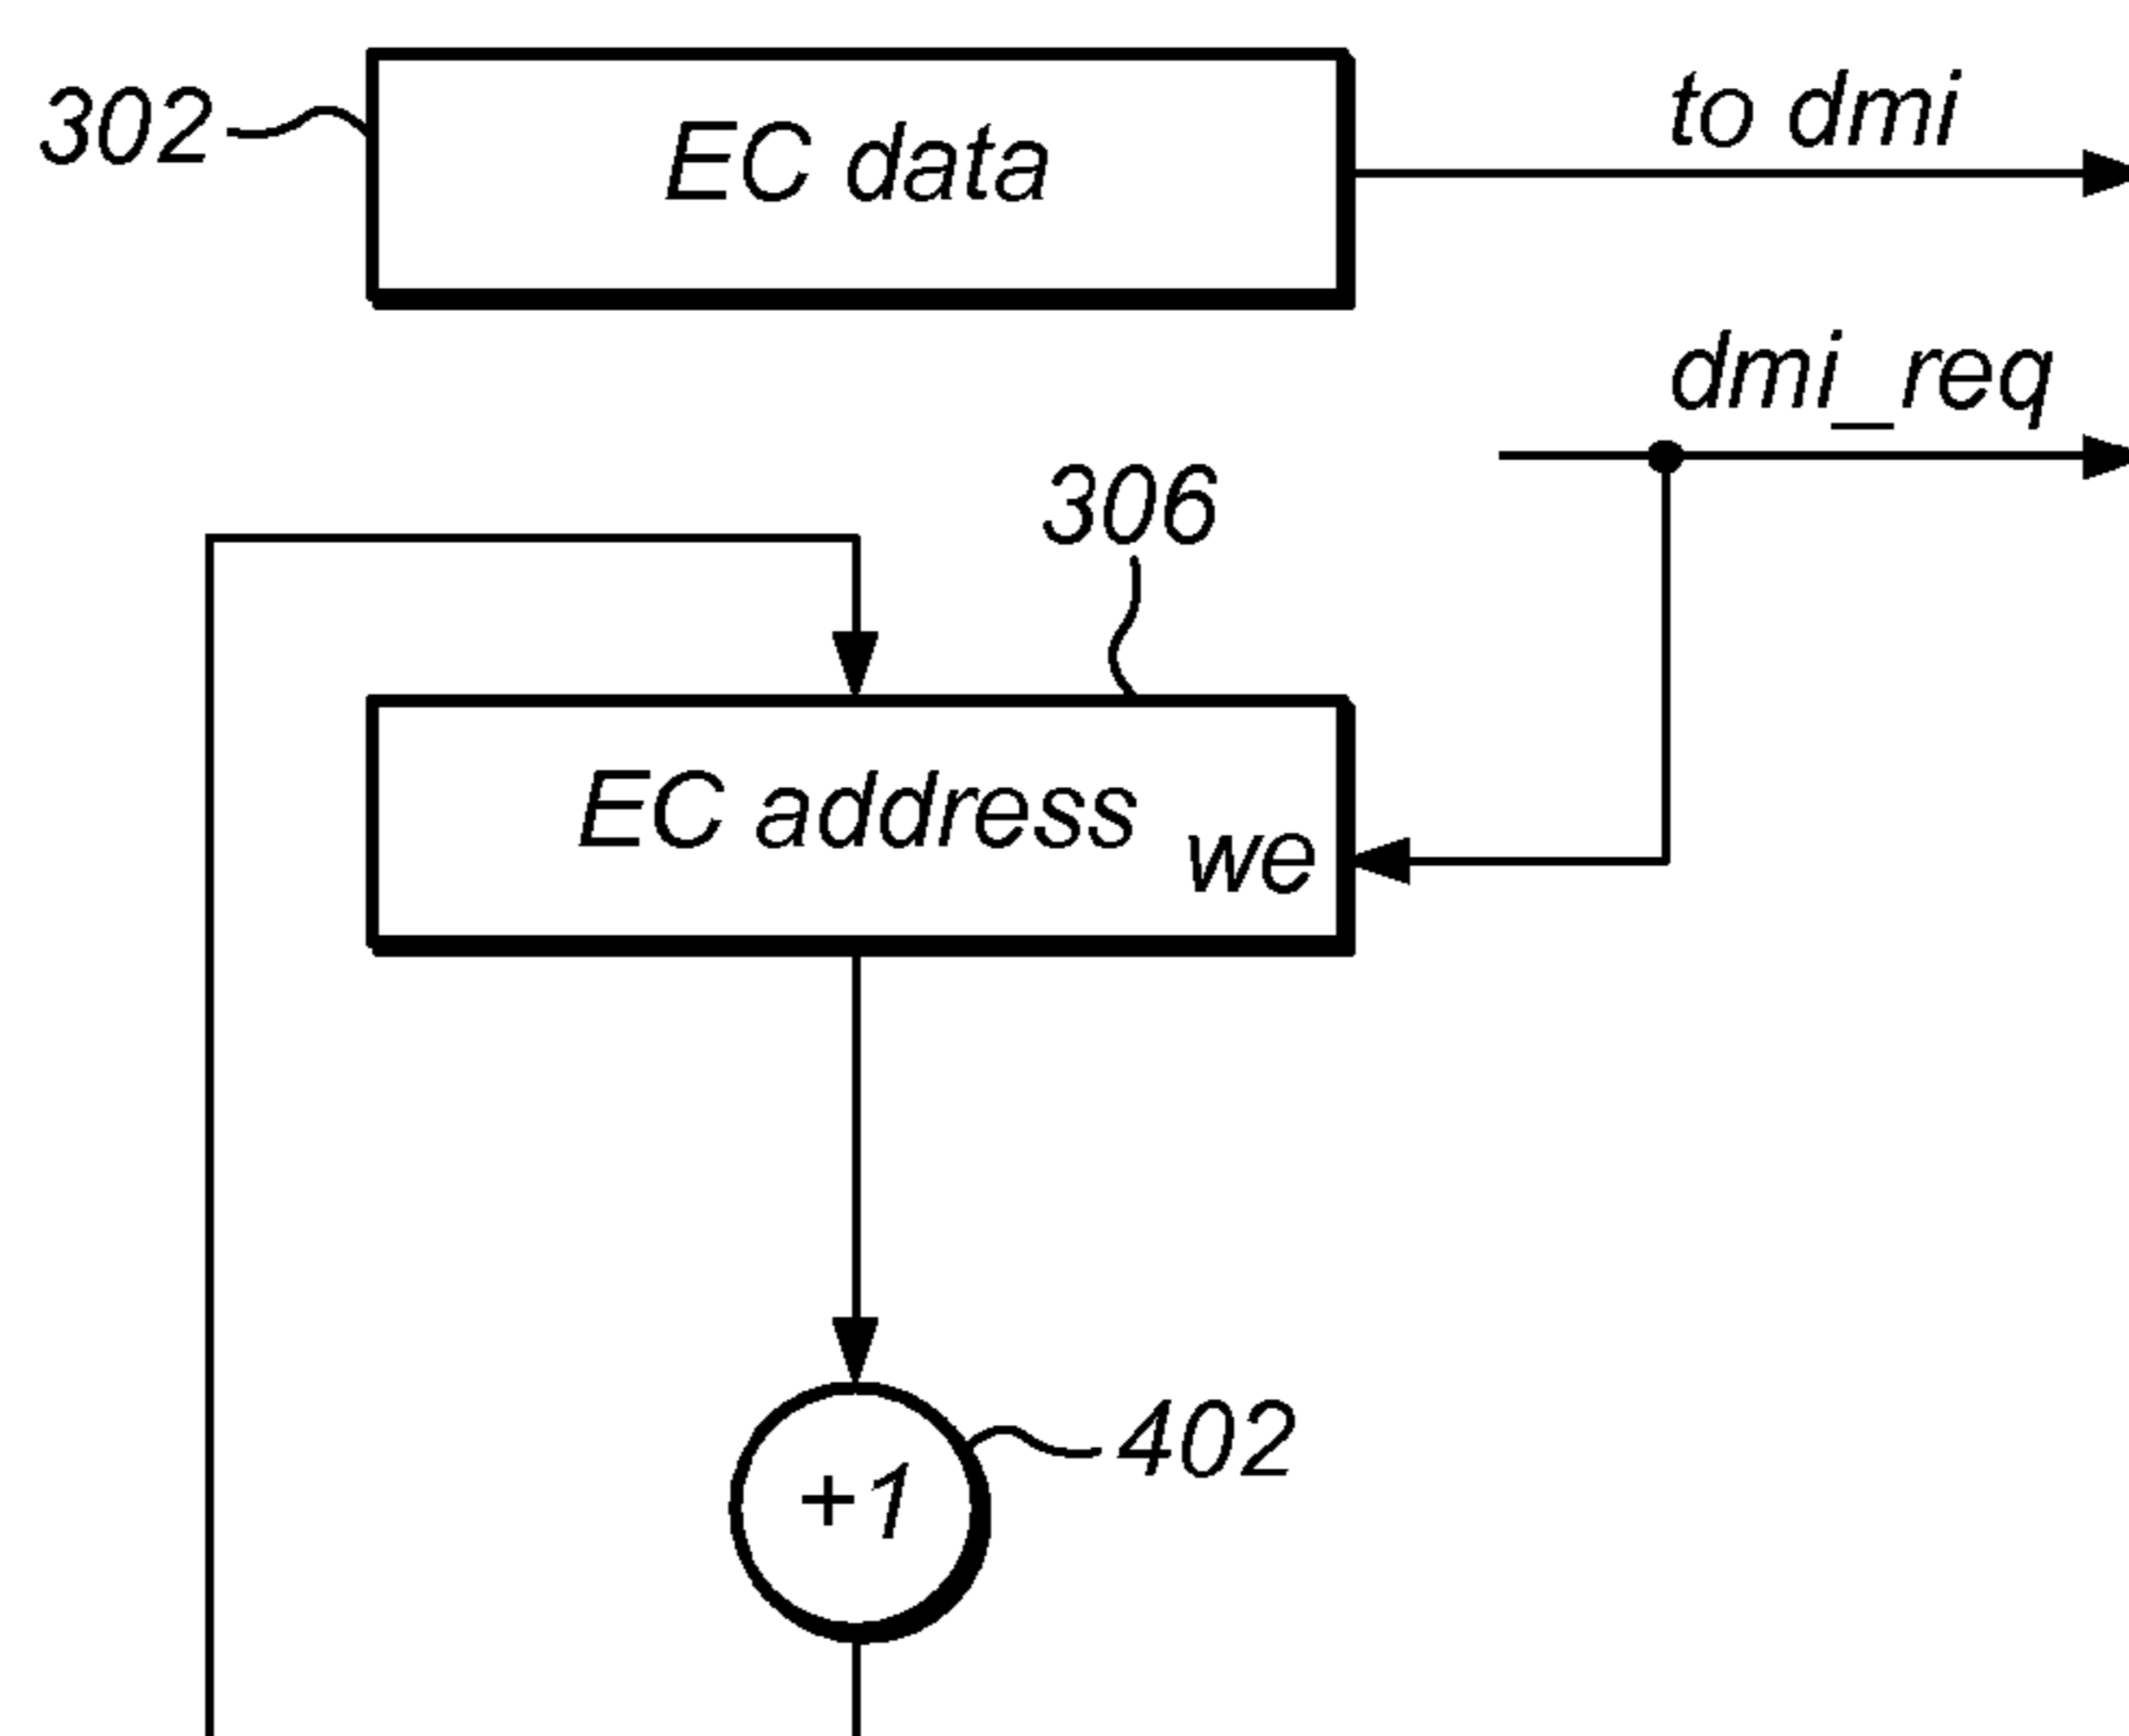 to dmi
302
EC data
dmi_req
306
EC address
we
402
+1